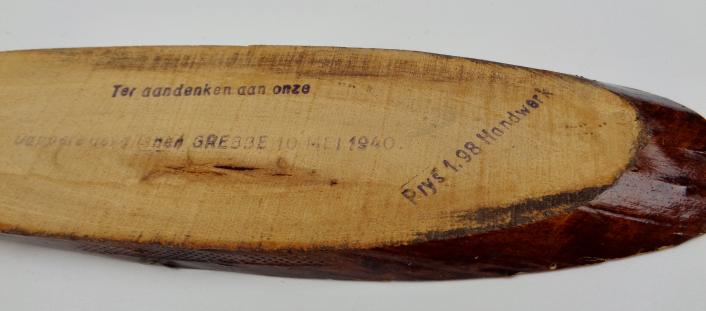 Ter aandenken aan onze
GREBBE 10 MEI 1940.
Prys 1.98 Handwerk